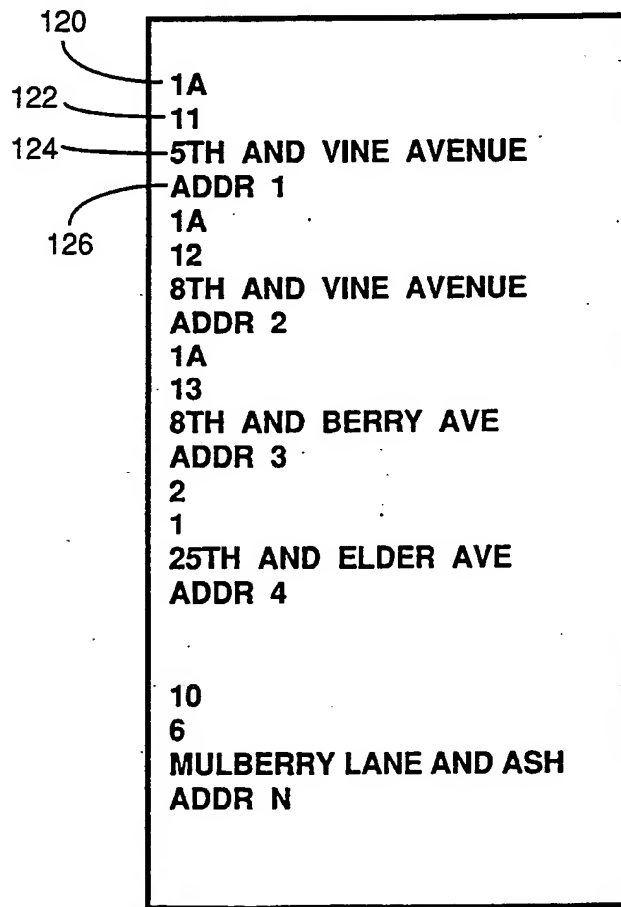 120
1A
122
11
124
5TH AND VINE AVENUE
126
ADDR 1
1A
12
8TH AND VINE AVENUE
ADDR 2
1A
13
8TH AND BERRY AVE
ADDR 3
2
1
25TH AND ELDER AVE
ADDR 4
10
6
MULBERRY LANE AND ASH
ADDR N